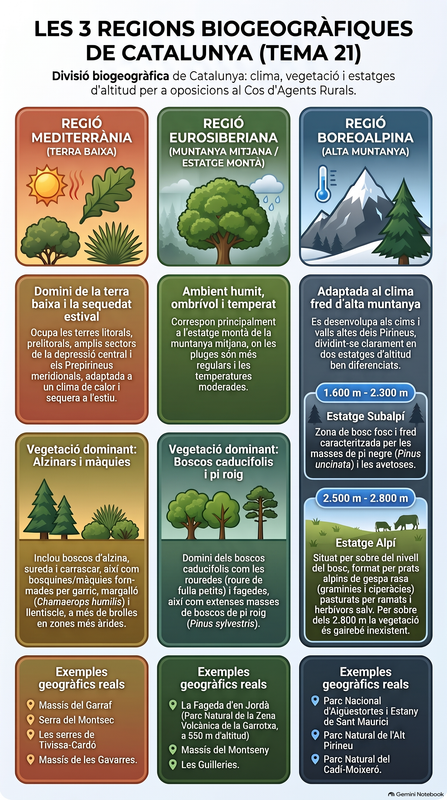 LES 3 REGIONS BIOGEOGRÀFIQUES
DE CATALUNYA (TEMA 21)
Divisió biogeogràfica de Catalunya: clima, vegetació i estatges
d'altitud per a oposicions al Cos d'Agents Rurals.
REGIÓ
MEDITERRÀNIA
(TERRA BAIXA)
Domini de la terra
baixa i la sequedat
estival
Ocupa les terres litorals,
prelitorals, amplis sectors
de la depressió central i
els Prepirineus
meridionals, adaptada a
un clima de calor i
sequera a l'estiu.
Vegetació dominant:
Alzinars i màquies
Inclou boscos d'alzina,
sureda i carrascar, així com
bosquines/màquies forn-
mades per garric, margalló
(Chamaerops humilis) i
llentiscle, a més de brolles
en zones més àrides.
Exemples
geogràfics reals
Massís del Garraf
Serra del Montsec
Les serres de
Tivissa-Cardó
Massís de les Gavarres.
REGIÓ
EUROSIBERIANA
(MUNTANYA MITJANA /
ESTATGE MONTÀ)
Ambient humit,
ombrívol i temperat
Correspon principalment
a l'estatge montà de la
muntanya mitjana, on les
pluges són més
regulars i les
temperatures
moderades.
Vegetació dominant:
Boscos caducifolis
i pi roig
Domini dels boscos
caducifolis com les
rouredes (roure de
fulla petits) i fagedes,
així com extenses masses
de boscos de pi roig
(Pinus sylvestris).
Exemples
geogràfics reals
La Fageda d'en Jordà
(Parc Natural de la Zena
Volcànica de la Garrotxa,
a 550 m d'altitud)
Massís del Montseny
Les Guilleries.
REGIÓ
BOREOALPINA
(ALTA MUNTANYA)
Adaptada al clima
fred d'alta muntanya
Es desenvolupa als cims i
valls altes deis Pirineus,
dividint-se clarament en
dos estatges d'altitud
ben diferenciats.
1.600 m - 2.300 m
Estatge Subalpí
Zona de bosc fosc i fred
caracteritzada per les
masses de pi negre (Pinus
uncinata) i les avetoses.
2.500 m - 2.800 m
Estatge Alpí
Situat per sobre del nivell
del bosc, format per prats
alpins de gespa rasa
(gramínies i ciperàcies)
pasturats per ramats i
herbívors salv. Per sobre
dels 2.800 m la vegetació
és gairebé inexistent.
Exemples
geogràfics reals
Parc Nacional
d'Aigüestortes i Estany
de Sant Maurici
Parc Natural de l'Alt
Pirineu
Parc Natural del
Cadí-Moixeró.
Gemini Notebook